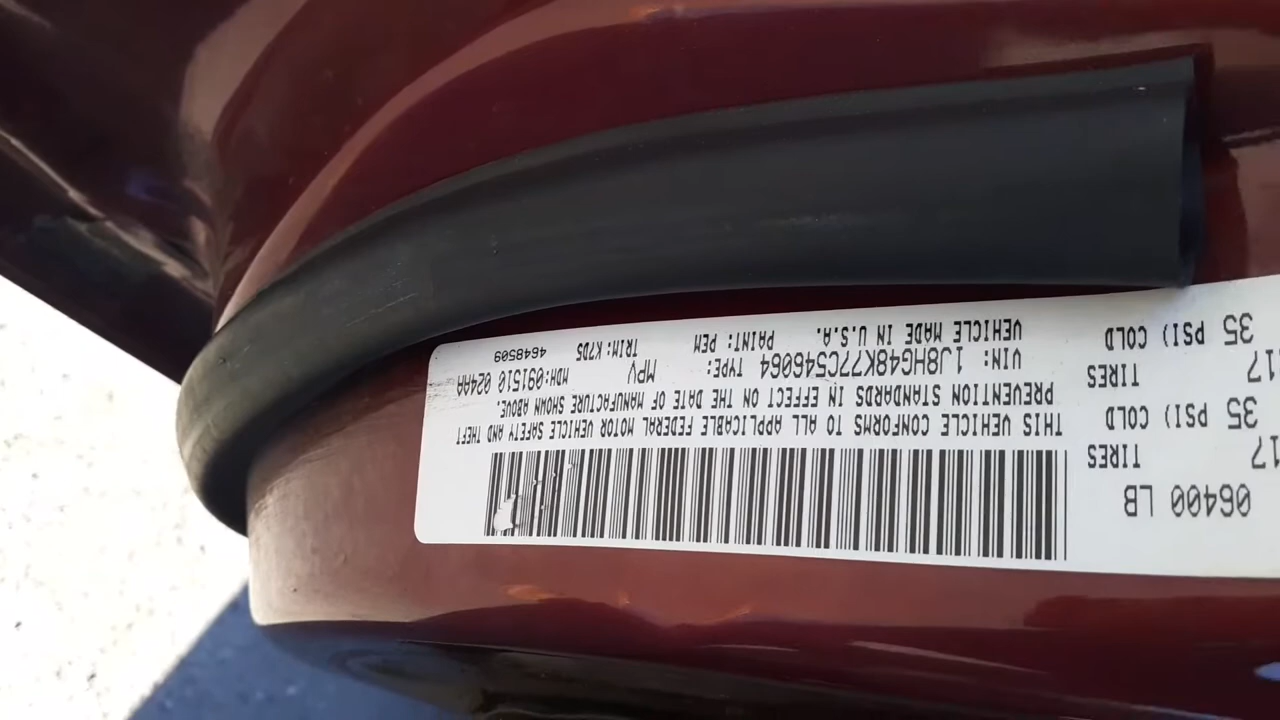 06400 LB
THIS VEHICLE CONFORMS TO ALL APPLICABLE FEDERAL MOTOR VEHICLE SAFETY AND THEFT
PREVENTION STANDARDS IN EFFECT ON THE DATE OF MANUFACTURE SHOWN ABOVE.
VIN: 1J8HG48K77C546064 TYPE: MPV MDH:091510 024AA
VEHICLE MADE IN U.S.A. PAINT: PEM TRIM: K7D5 4648509
17 TIRES
35 PSI) COLD
17 TIRES
35 PSI) COLD